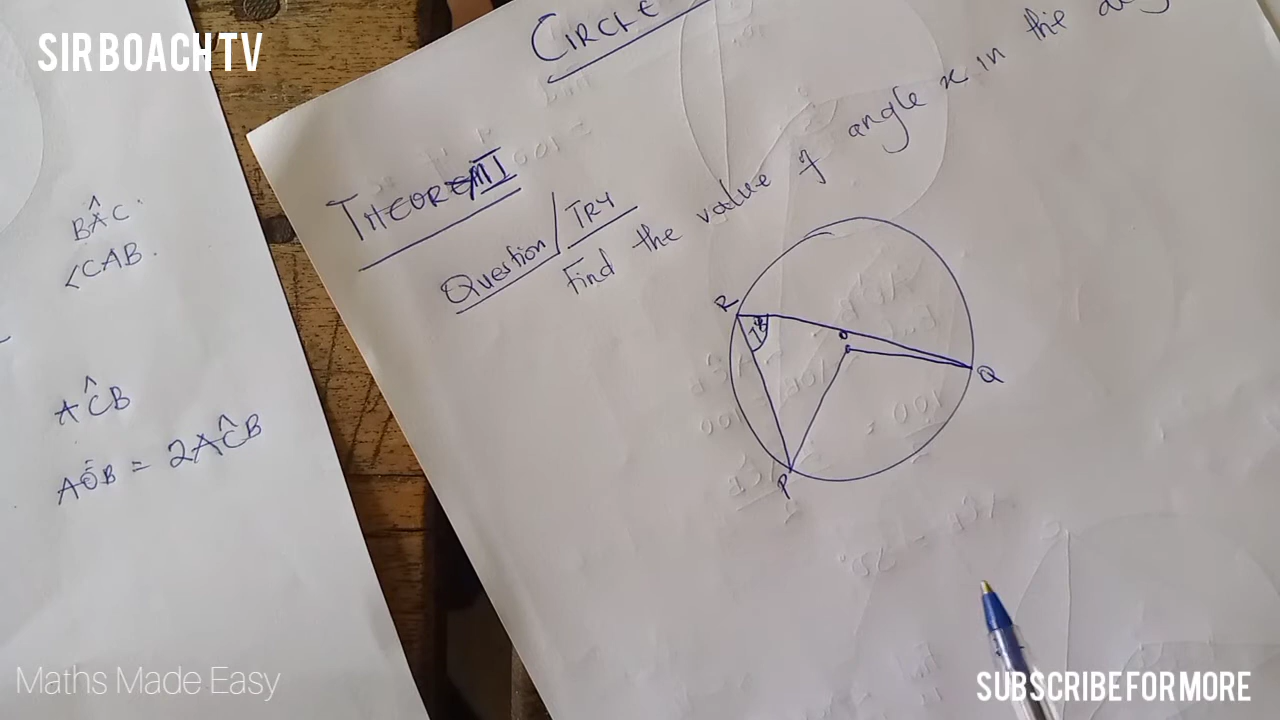 SIR BOACH TV
CIRCLE
THEOREM I
Question / TRY
Find the value of angle x in the
BÂC.
<CAB.
AĈB
AÔB = 2AĈB
R
O
Q
P
Maths Made Easy
SUBSCRIBE FOR MORE